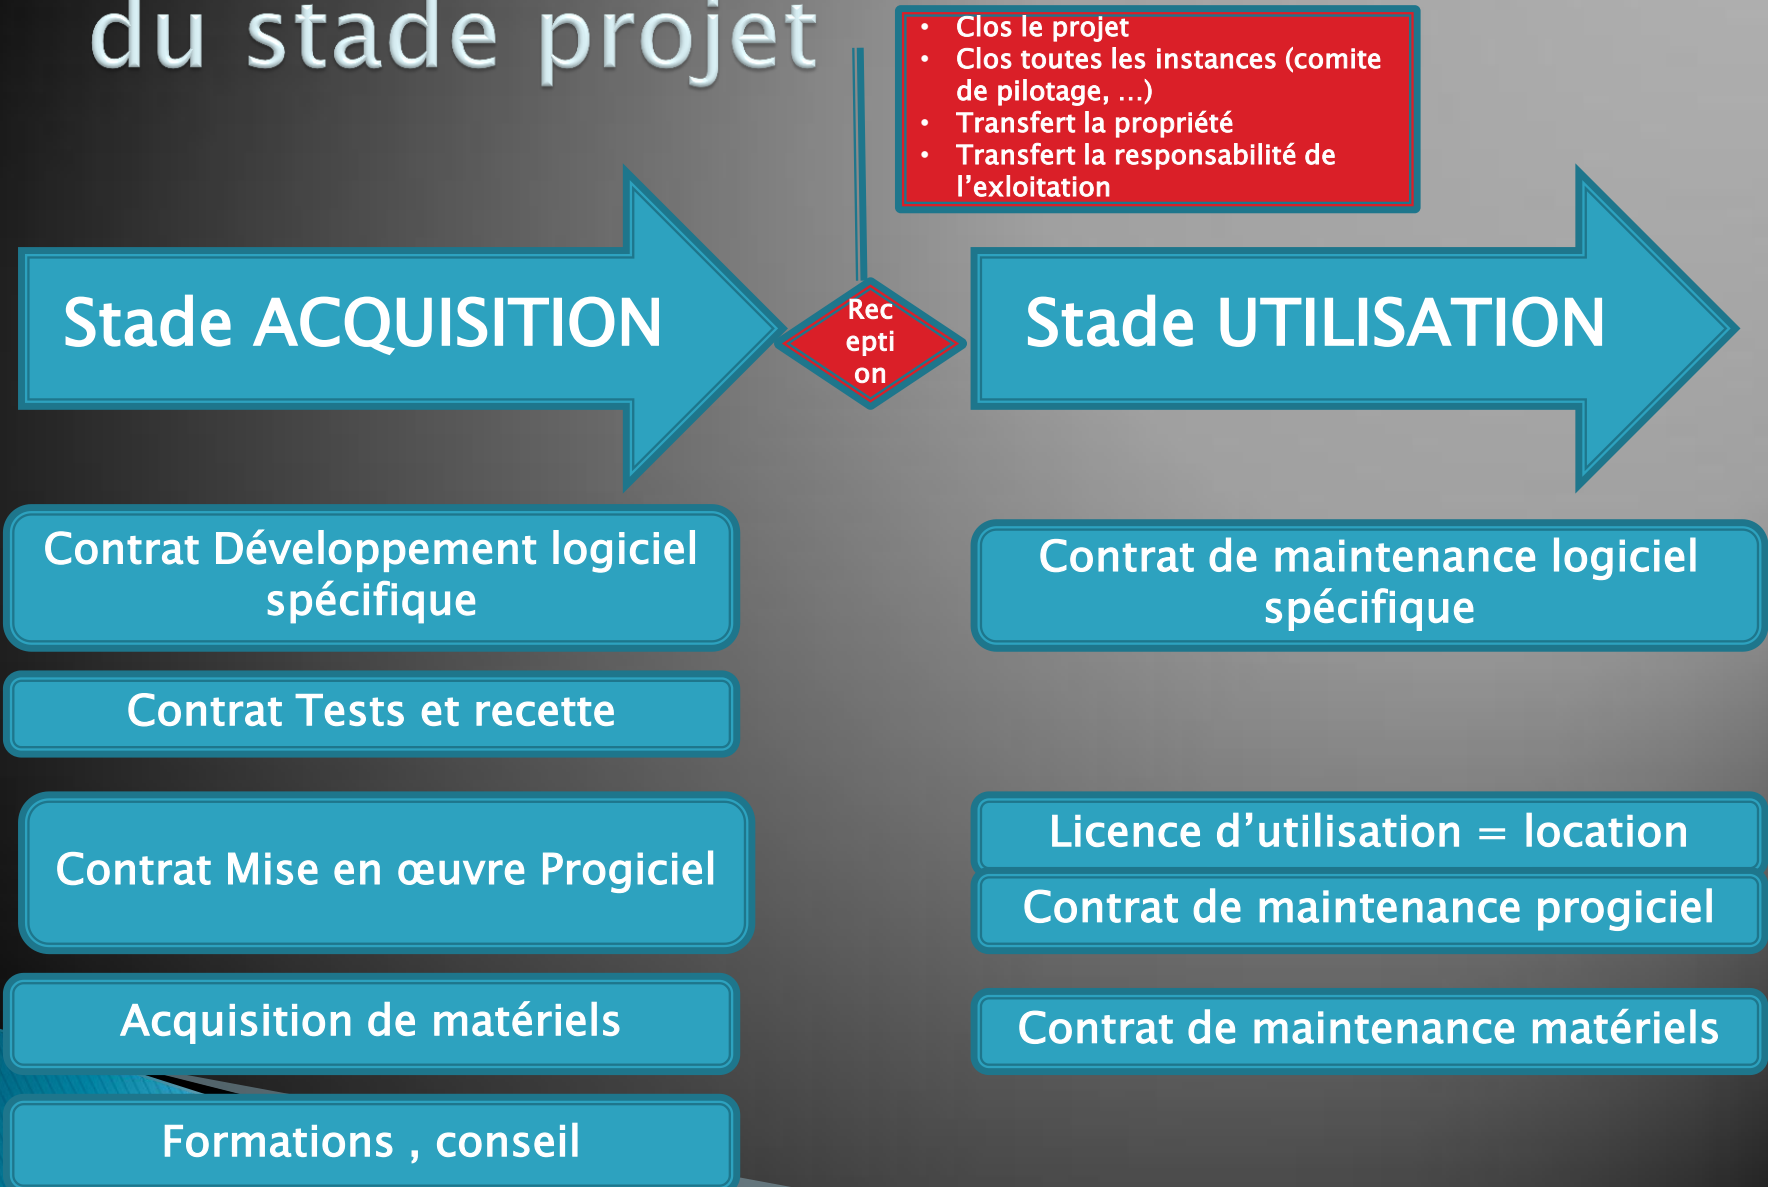 du stade projet
• Clos le projet
• Clos toutes les instances (comite
de pilotage, …)
• Transfert la propriété
• Transfert la responsabilité de
l’exloitation
Stade ACQUISITION
Rec
epti
on
Stade UTILISATION
Contrat Développement logiciel
spécifique
Contrat de maintenance logiciel
spécifique
Contrat Tests et recette
Contrat Mise en œuvre Progiciel
Licence d’utilisation = location
Contrat de maintenance progiciel
Acquisition de matériels
Contrat de maintenance matériels
Formations , conseil